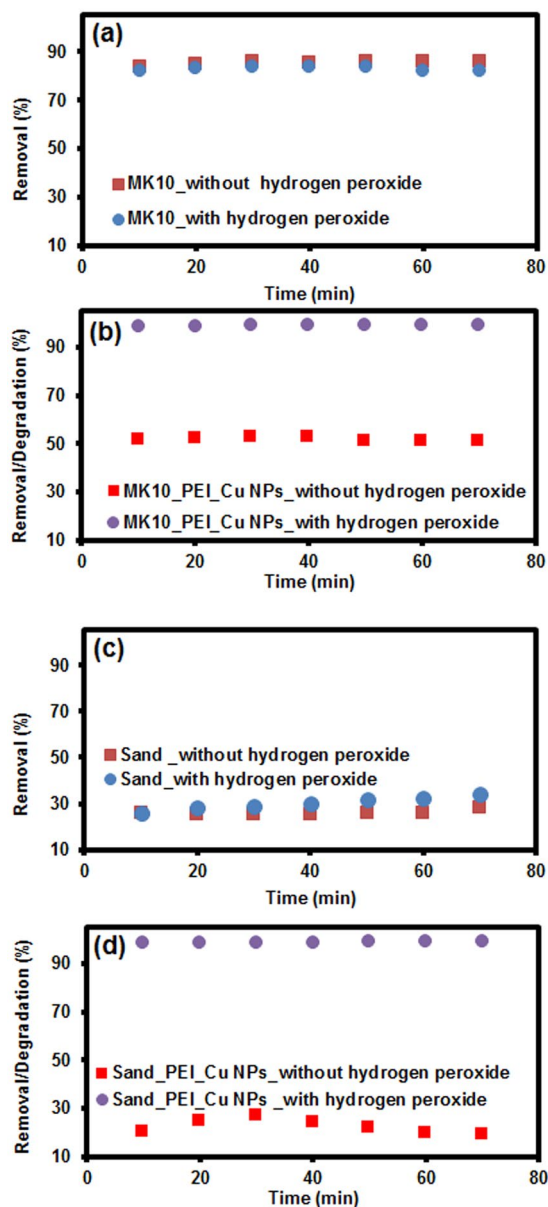 (a)
Removal (%)
90
70
50
30
10
MK10_without hydrogen peroxide
MK10_with hydrogen peroxide
0 20 40 60 80
Time (min)
(b)
Removal/Degradation (%)
90
70
50
30
10
MK10_PEI_Cu NPs_without hydrogen peroxide
MK10_PEI_Cu NPs_with hydrogen peroxide
0 20 40 60 80
Time (min)
(c)
Removal (%)
90
70
50
30
10
Sand _without hydrogen peroxide
Sand_with hydrogen peroxide
0 20 40 60 80
Time (min)
(d)
Removal/Degradation (%)
90
70
50
30
10
Sand_PEI_Cu NPs_without hydrogen peroxide
Sand_PEI_Cu NPs _with hydrogen peroxide
0 20 40 60 80
Time (min)